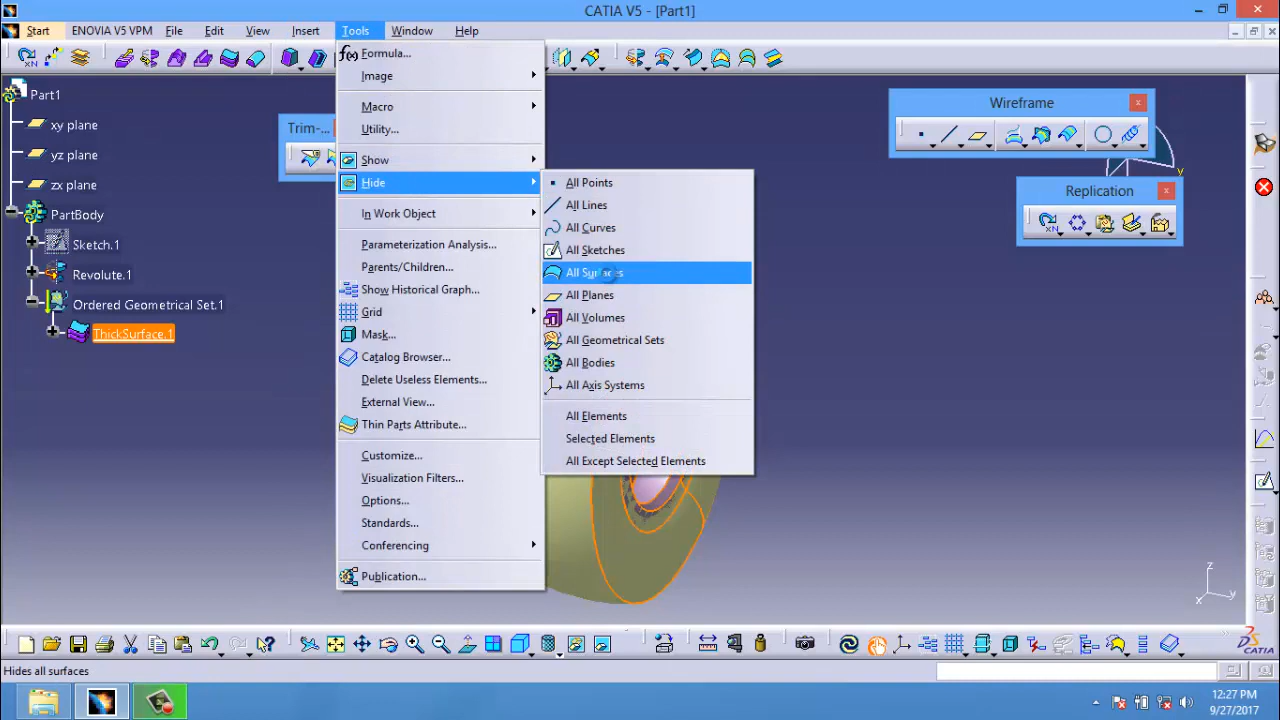 CATIA V5 - [Part1]
Start ENOVIA V5 VPM File Edit View Insert Tools Window Help
Part1
xy plane
yz plane
zx plane
PartBody
Sketch.1
Revolute.1
Ordered Geometrical Set.1
ThickSurface.1
Trim-...
Formula...
Image
Macro
Utility...
Show
Hide
In Work Object
Parameterization Analysis...
Parents/Children...
Show Historical Graph...
Grid
Mask...
Catalog Browser...
Delete Useless Elements...
External View...
Thin Parts Attribute...
Customize...
Visualization Filters...
Options...
Standards...
Conferencing
Publication...
All Points
All Lines
All Curves
All Sketches
All Surfaces
All Planes
All Volumes
All Geometrical Sets
All Bodies
All Axis Systems
All Elements
Selected Elements
All Except Selected Elements
Wireframe
Replication
y
z
x y
CATIA
Hides all surfaces
12:27 PM
9/27/2017